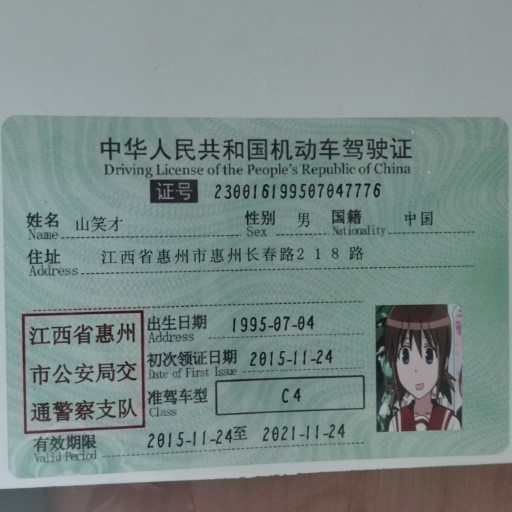 中华人民共和国机动车驾驶证
Driving License of the People's Republic of China
证号 230016199507047776
姓名 山笑才 性别 男 国籍 中国
Name Sex Nationality
住址 江西省惠州市惠州长春路218路
Address
江西省惠州
市公安局交
通警察支队
出生日期 1995-07-04
Address
初次领证日期 2015-11-24
Date of First Issue
准驾车型 C4
Class
有效期限 2015-11-24至 2021-11-24
Valid Period